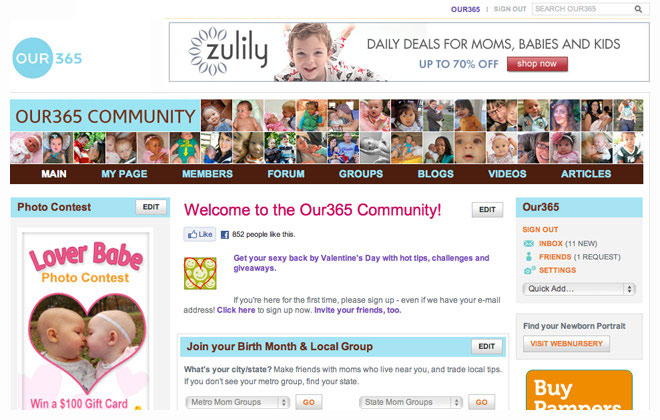 OUR365 | SIGN OUT SEARCH OUR365
OUR 365
zulily
DAILY DEALS FOR MOMS, BABIES AND KIDS
UP TO 70% OFF shop now
OUR365 COMMUNITY
MAIN MY PAGE MEMBERS FORUM GROUPS BLOGS VIDEOS ARTICLES
Photo Contest EDIT
Lover Babe
Photo Contest
Win a $100 Gift Card
Welcome to the Our365 Community! EDIT
Like 852 people like this.
Get your sexy back by Valentine's Day with hot tips, challenges and
giveaways.
If you're here for the first time, please sign up - even if we have your e-mail
address! Click here to sign up now. Invite your friends, too.
Join your Birth Month & Local Group EDIT
What's your city/state? Make friends with moms who live near you, and trade local tips.
If you don't see your metro group, find your state.
Metro Mom Groups GO State Mom Groups GO
Our365
SIGN OUT
INBOX (11 NEW)
FRIENDS (1 REQUEST)
SETTINGS
Quick Add...
Find your Newborn Portrait
VISIT WEBNURSERY
Buy
Pampers